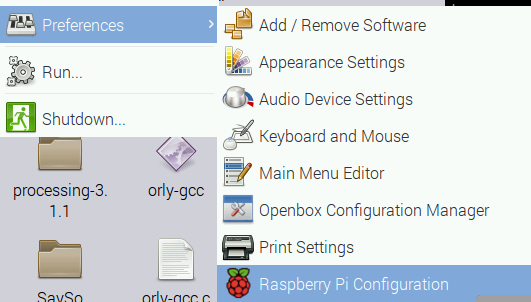 Preferences
Run...
Shutdown...
processing-3.
1.1
orly-gcc
SaySo
orly-gcc.c
Add / Remove Software
Appearance Settings
Audio Device Settings
Keyboard and Mouse
Main Menu Editor
Openbox Configuration Manager
Print Settings
Raspberry Pi Configuration